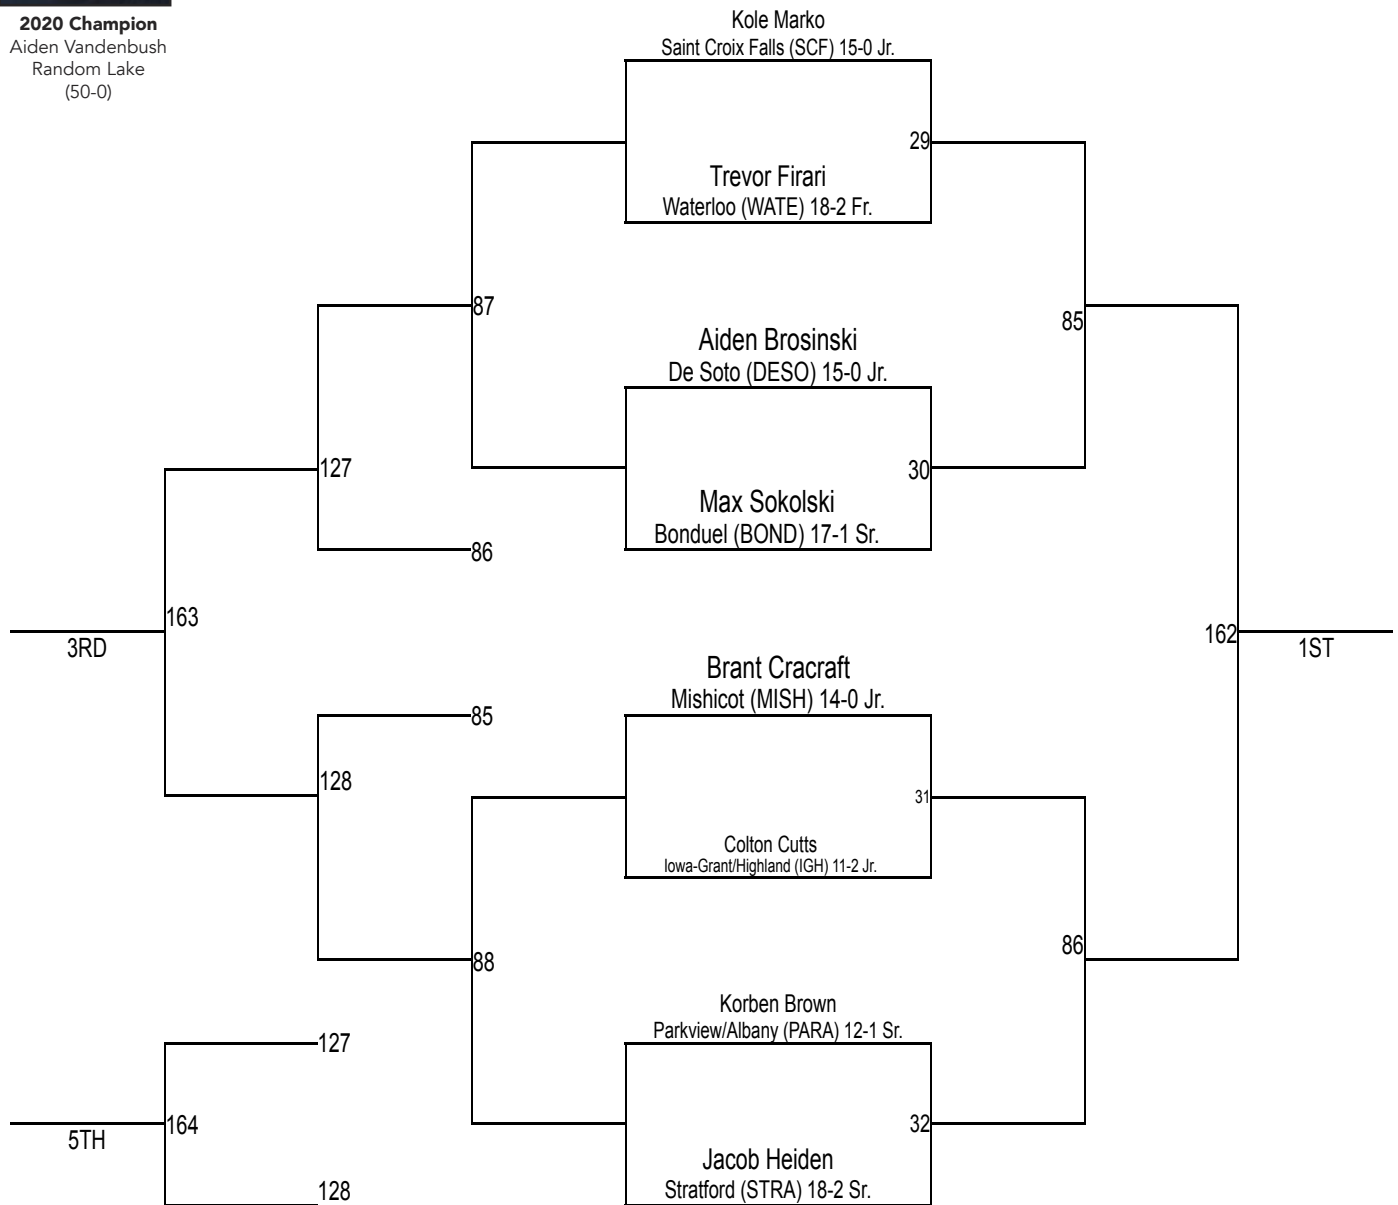 2020 Champion
Aiden Vandenbush
Random Lake
(50-0)
Kole Marko
Saint Croix Falls (SCF) 15-0 Jr.
29
Trevor Firari
Waterloo (WATE) 18-2 Fr.
87
85
Aiden Brosinski
De Soto (DESO) 15-0 Jr.
127
30
Max Sokolski
Bonduel (BOND) 17-1 Sr.
86
163
3RD
162
1ST
Brant Cracraft
Mishicot (MISH) 14-0 Jr.
85
128
31
Colton Cutts
Iowa-Grant/Highland (IGH) 11-2 Jr.
88
86
Korben Brown
Parkview/Albany (PARA) 12-1 Sr.
127
164
5TH
32
Jacob Heiden
Stratford (STRA) 18-2 Sr.
128